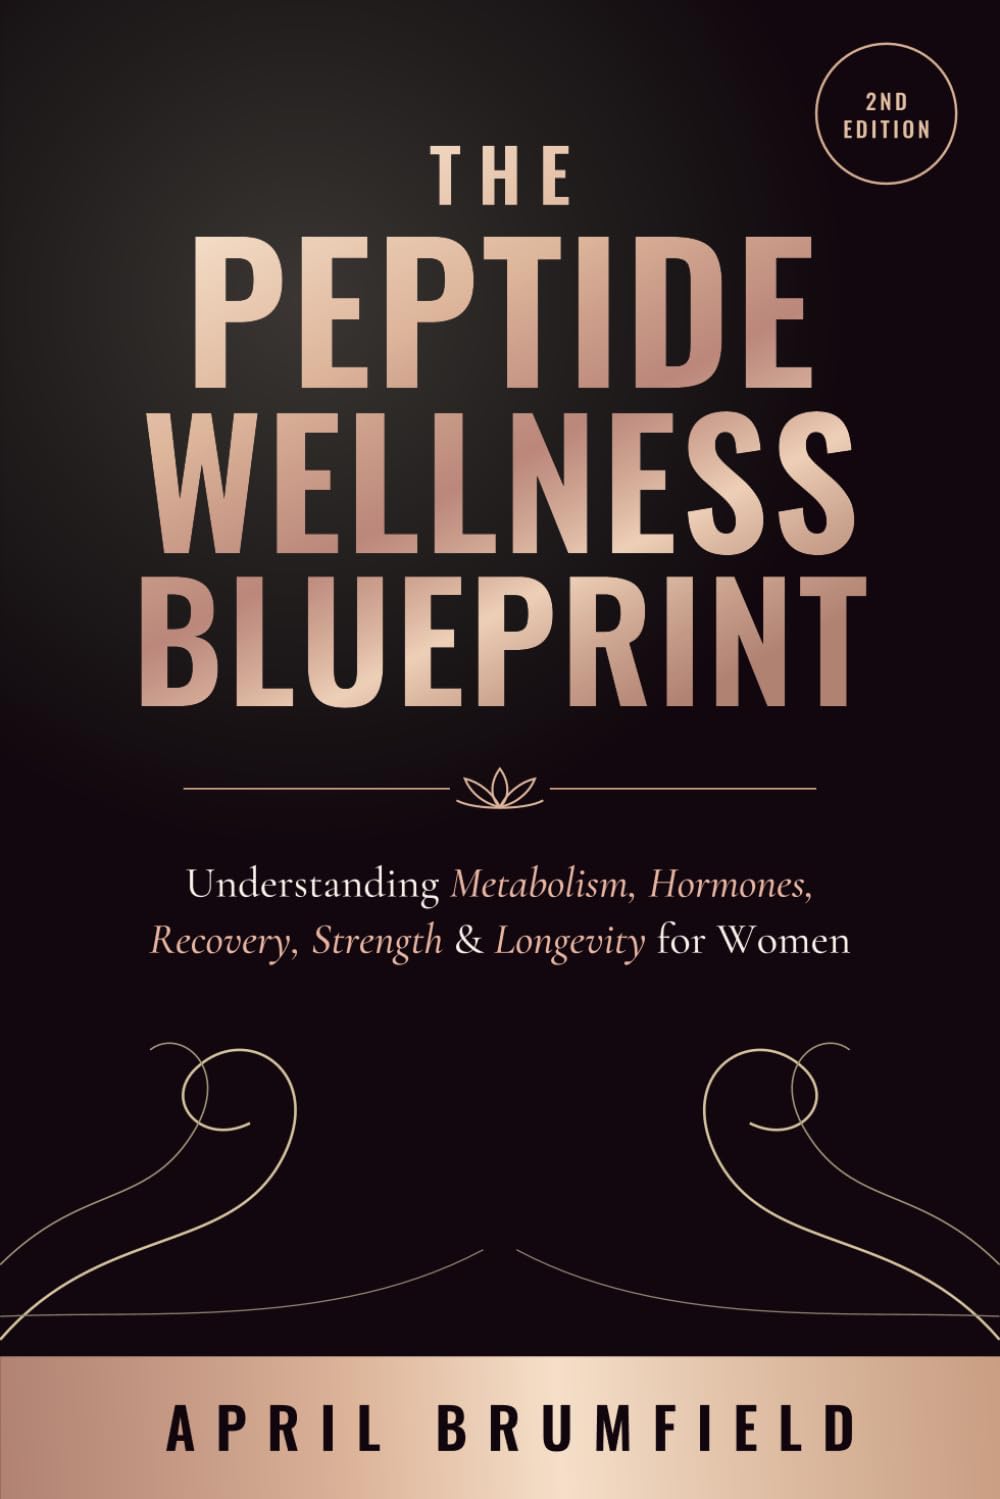 2ND
EDITION
THE
PEPTIDE
WELLNESS
BLUEPRINT
Understanding Metabolism, Hormones,
Recovery, Strength & Longevity for Women
APRIL BRUMFIELD